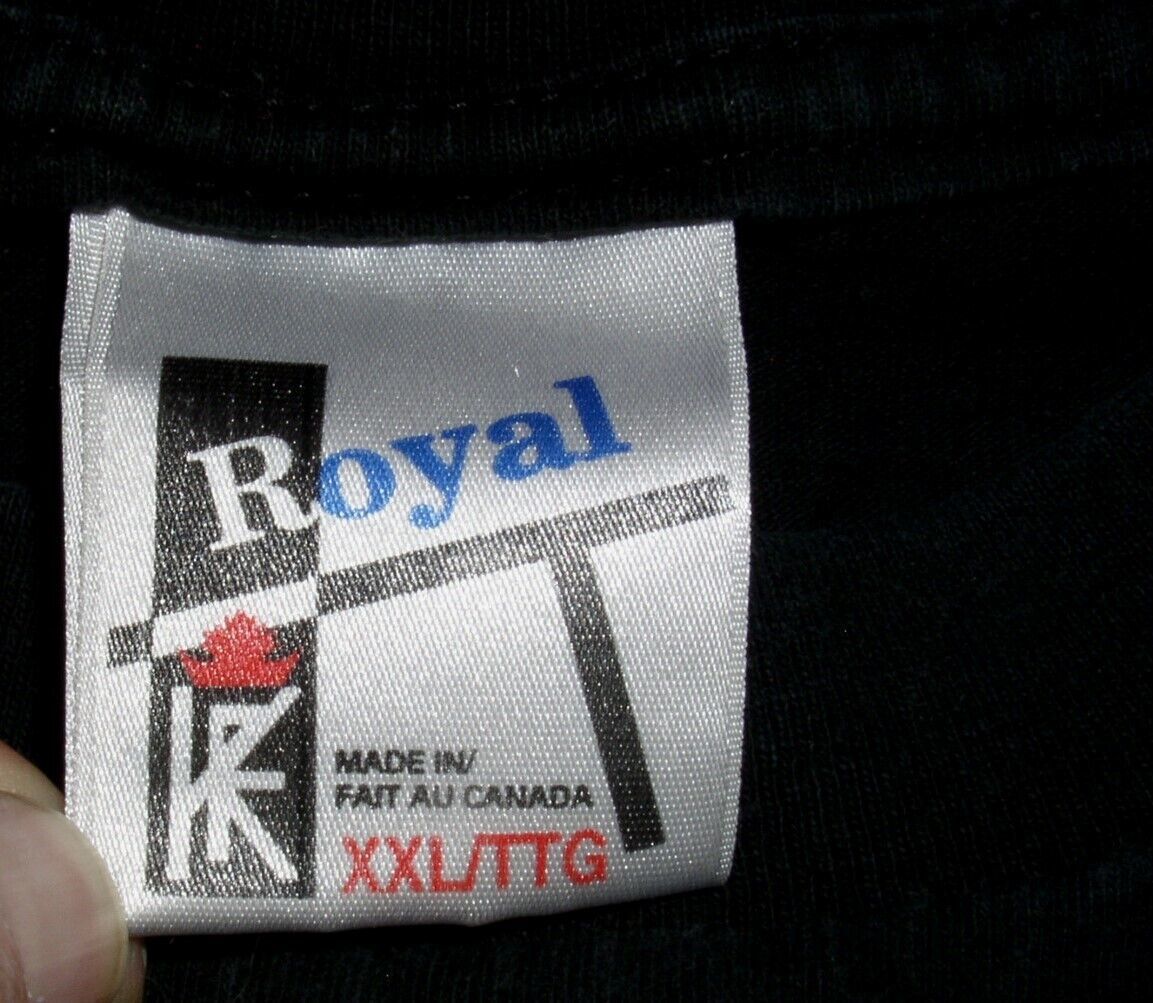 Royal
MADE IN/
FAIT AU CANADA
XXL/TTG